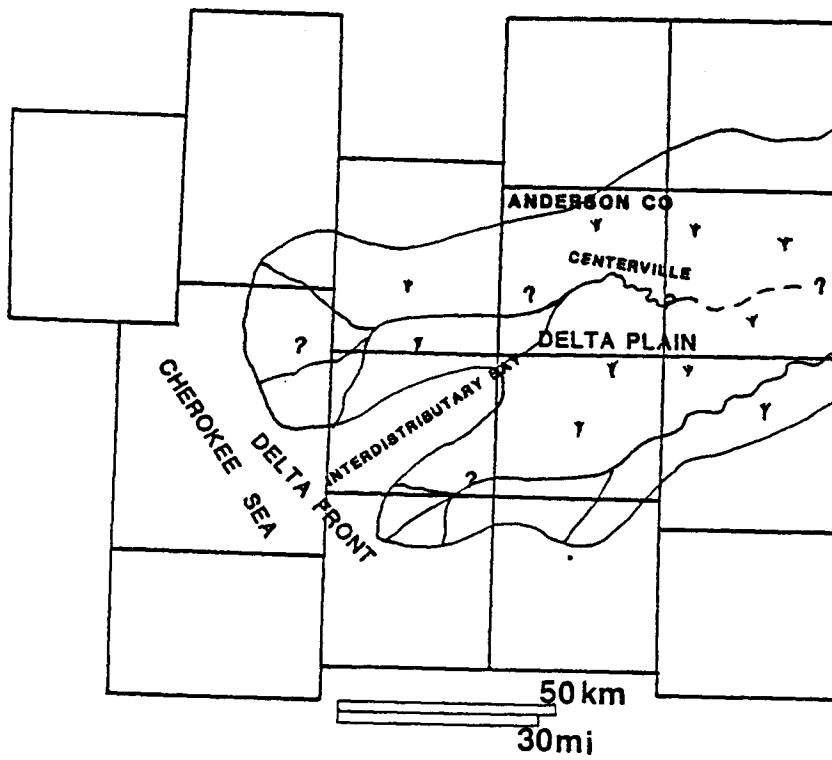 ANDERSON CO
CENTERVILLE
?
?
DELTA PLAIN
?
INTERDISTRIBUTARY BAY
CHEROKEE SEA
DELTA FRONT
?
50 km
30mi